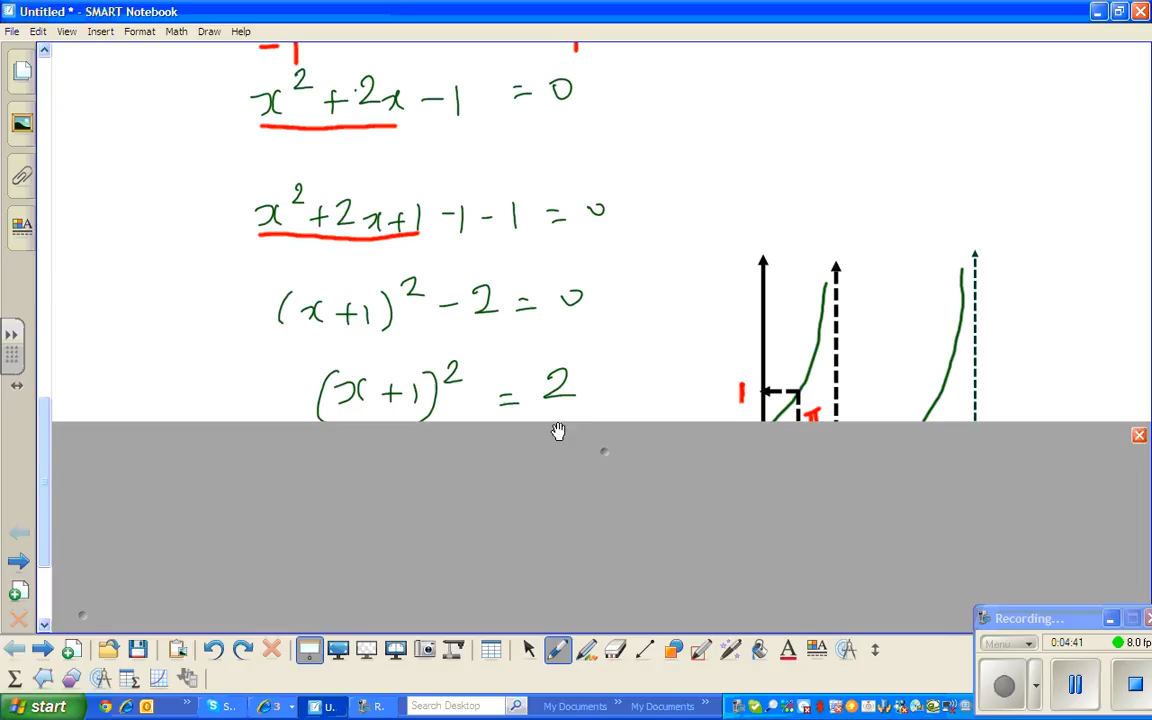 Untitled * - SMART Notebook
File Edit View Insert Format Math Draw Help
x² + 2x - 1 = 0
x² + 2x + 1 - 1 - 1 = 0
(x + 1)² - 2 = 0
(x + 1)² = 2
1
π
Recording...
Menu
0:04:41
8.0 f
A
start
S..
3
U.
R.
Search Desktop
My Documents
My Documents